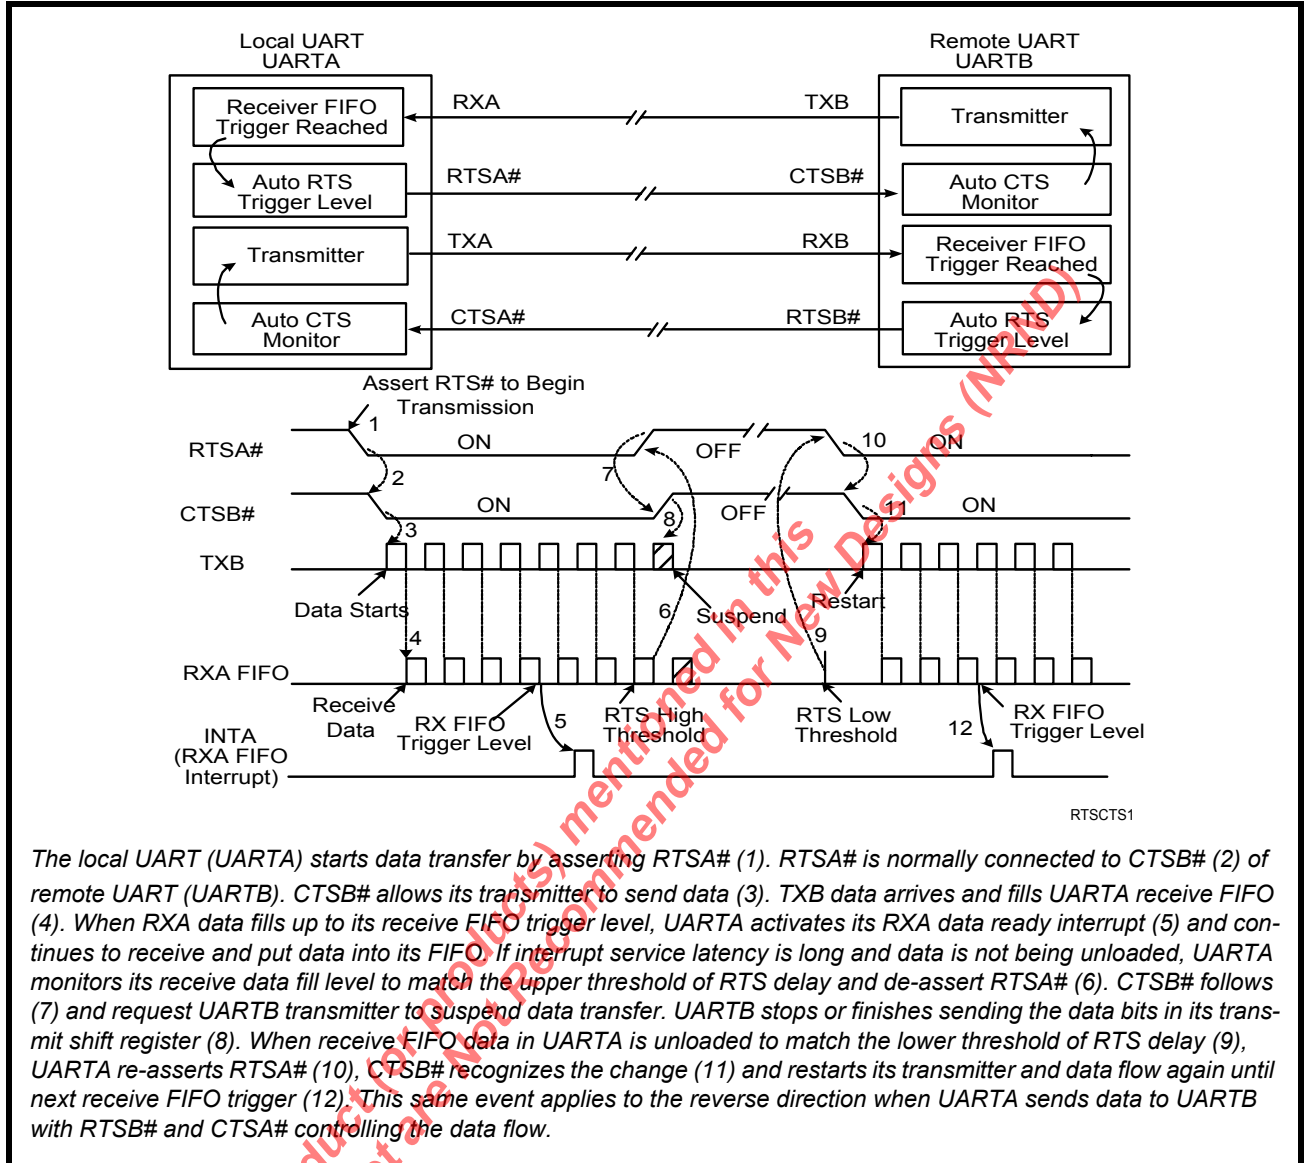 Local UART
UARTA
Remote UART
UARTB
Receiver FIFO
Trigger Reached
RXA
TXB
Transmitter
Auto RTS
Trigger Level
RTSA#
CTSB#
Auto CTS
Monitor
Transmitter
TXA
RXB
Receiver FIFO
Trigger Reached
Auto CTS
Monitor
CTSA#
RTSB#
Auto RTS
Trigger Level
Assert RTS# to Begin
Transmission
1
RTSA#
ON
7
OFF
10
ON
2
CTSB#
ON
8
OFF
11
ON
3
TXB
Data Starts
6
Suspend
Restart
4
9
RXA FIFO
Receive
Data
RX FIFO
Trigger Level
5
RTS High
Threshold
RTS Low
Threshold
12
RX FIFO
Trigger Level
INTA
(RXA FIFO
Interrupt)
RTSCTS1
The local UART (UARTA) starts data transfer by asserting RTSA# (1). RTSA# is normally connected to CTSB# (2) of
remote UART (UARTB). CTSB# allows its transmitter to send data (3). TXB data arrives and fills UARTA receive FIFO
(4). When RXA data fills up to its receive FIFO trigger level, UARTA activates its RXA data ready interrupt (5) and con-
tinues to receive and put data into its FIFO. If interrupt service latency is long and data is not being unloaded, UARTA
monitors its receive data fill level to match the upper threshold of RTS delay and de-assert RTSA# (6). CTSB# follows
(7) and request UARTB transmitter to suspend data transfer. UARTB stops or finishes sending the data bits in its trans-
mit shift register (8). When receive FIFO data in UARTA is unloaded to match the lower threshold of RTS delay (9),
UARTA re-asserts RTSA# (10), CTSB# recognizes the change (11) and restarts its transmitter and data flow again until
next receive FIFO trigger (12). This same event applies to the reverse direction when UARTA sends data to UARTB
with RTSB# and CTSA# controlling the data flow.
duct (or products) mentioned in this
are Not Recommended for New Designs (NRND)